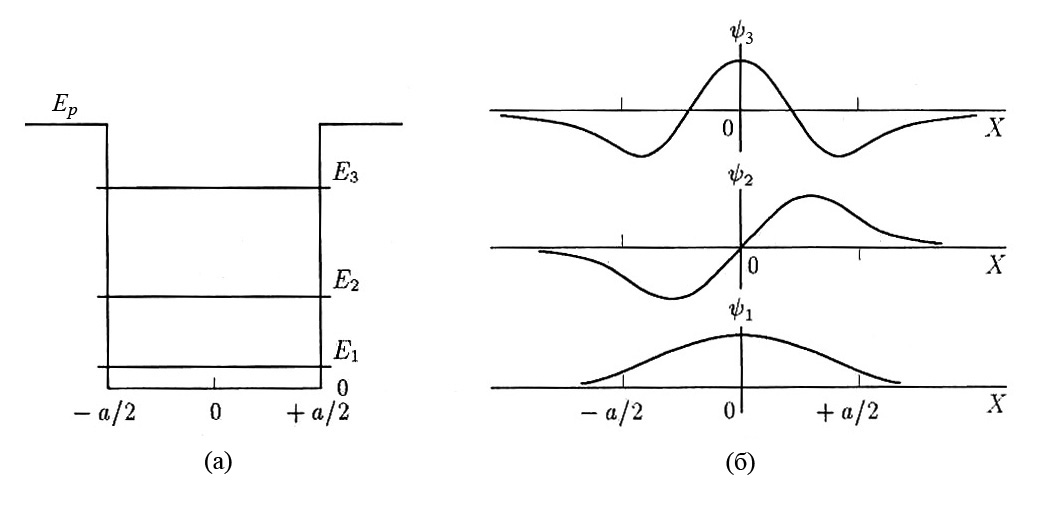 E_p
E_3
E_2
E_1
0
− a/2 0 + a/2
(а)
ψ_3
0 X
ψ_2
0 X
ψ_1
− a/2 0 + a/2 X
(б)